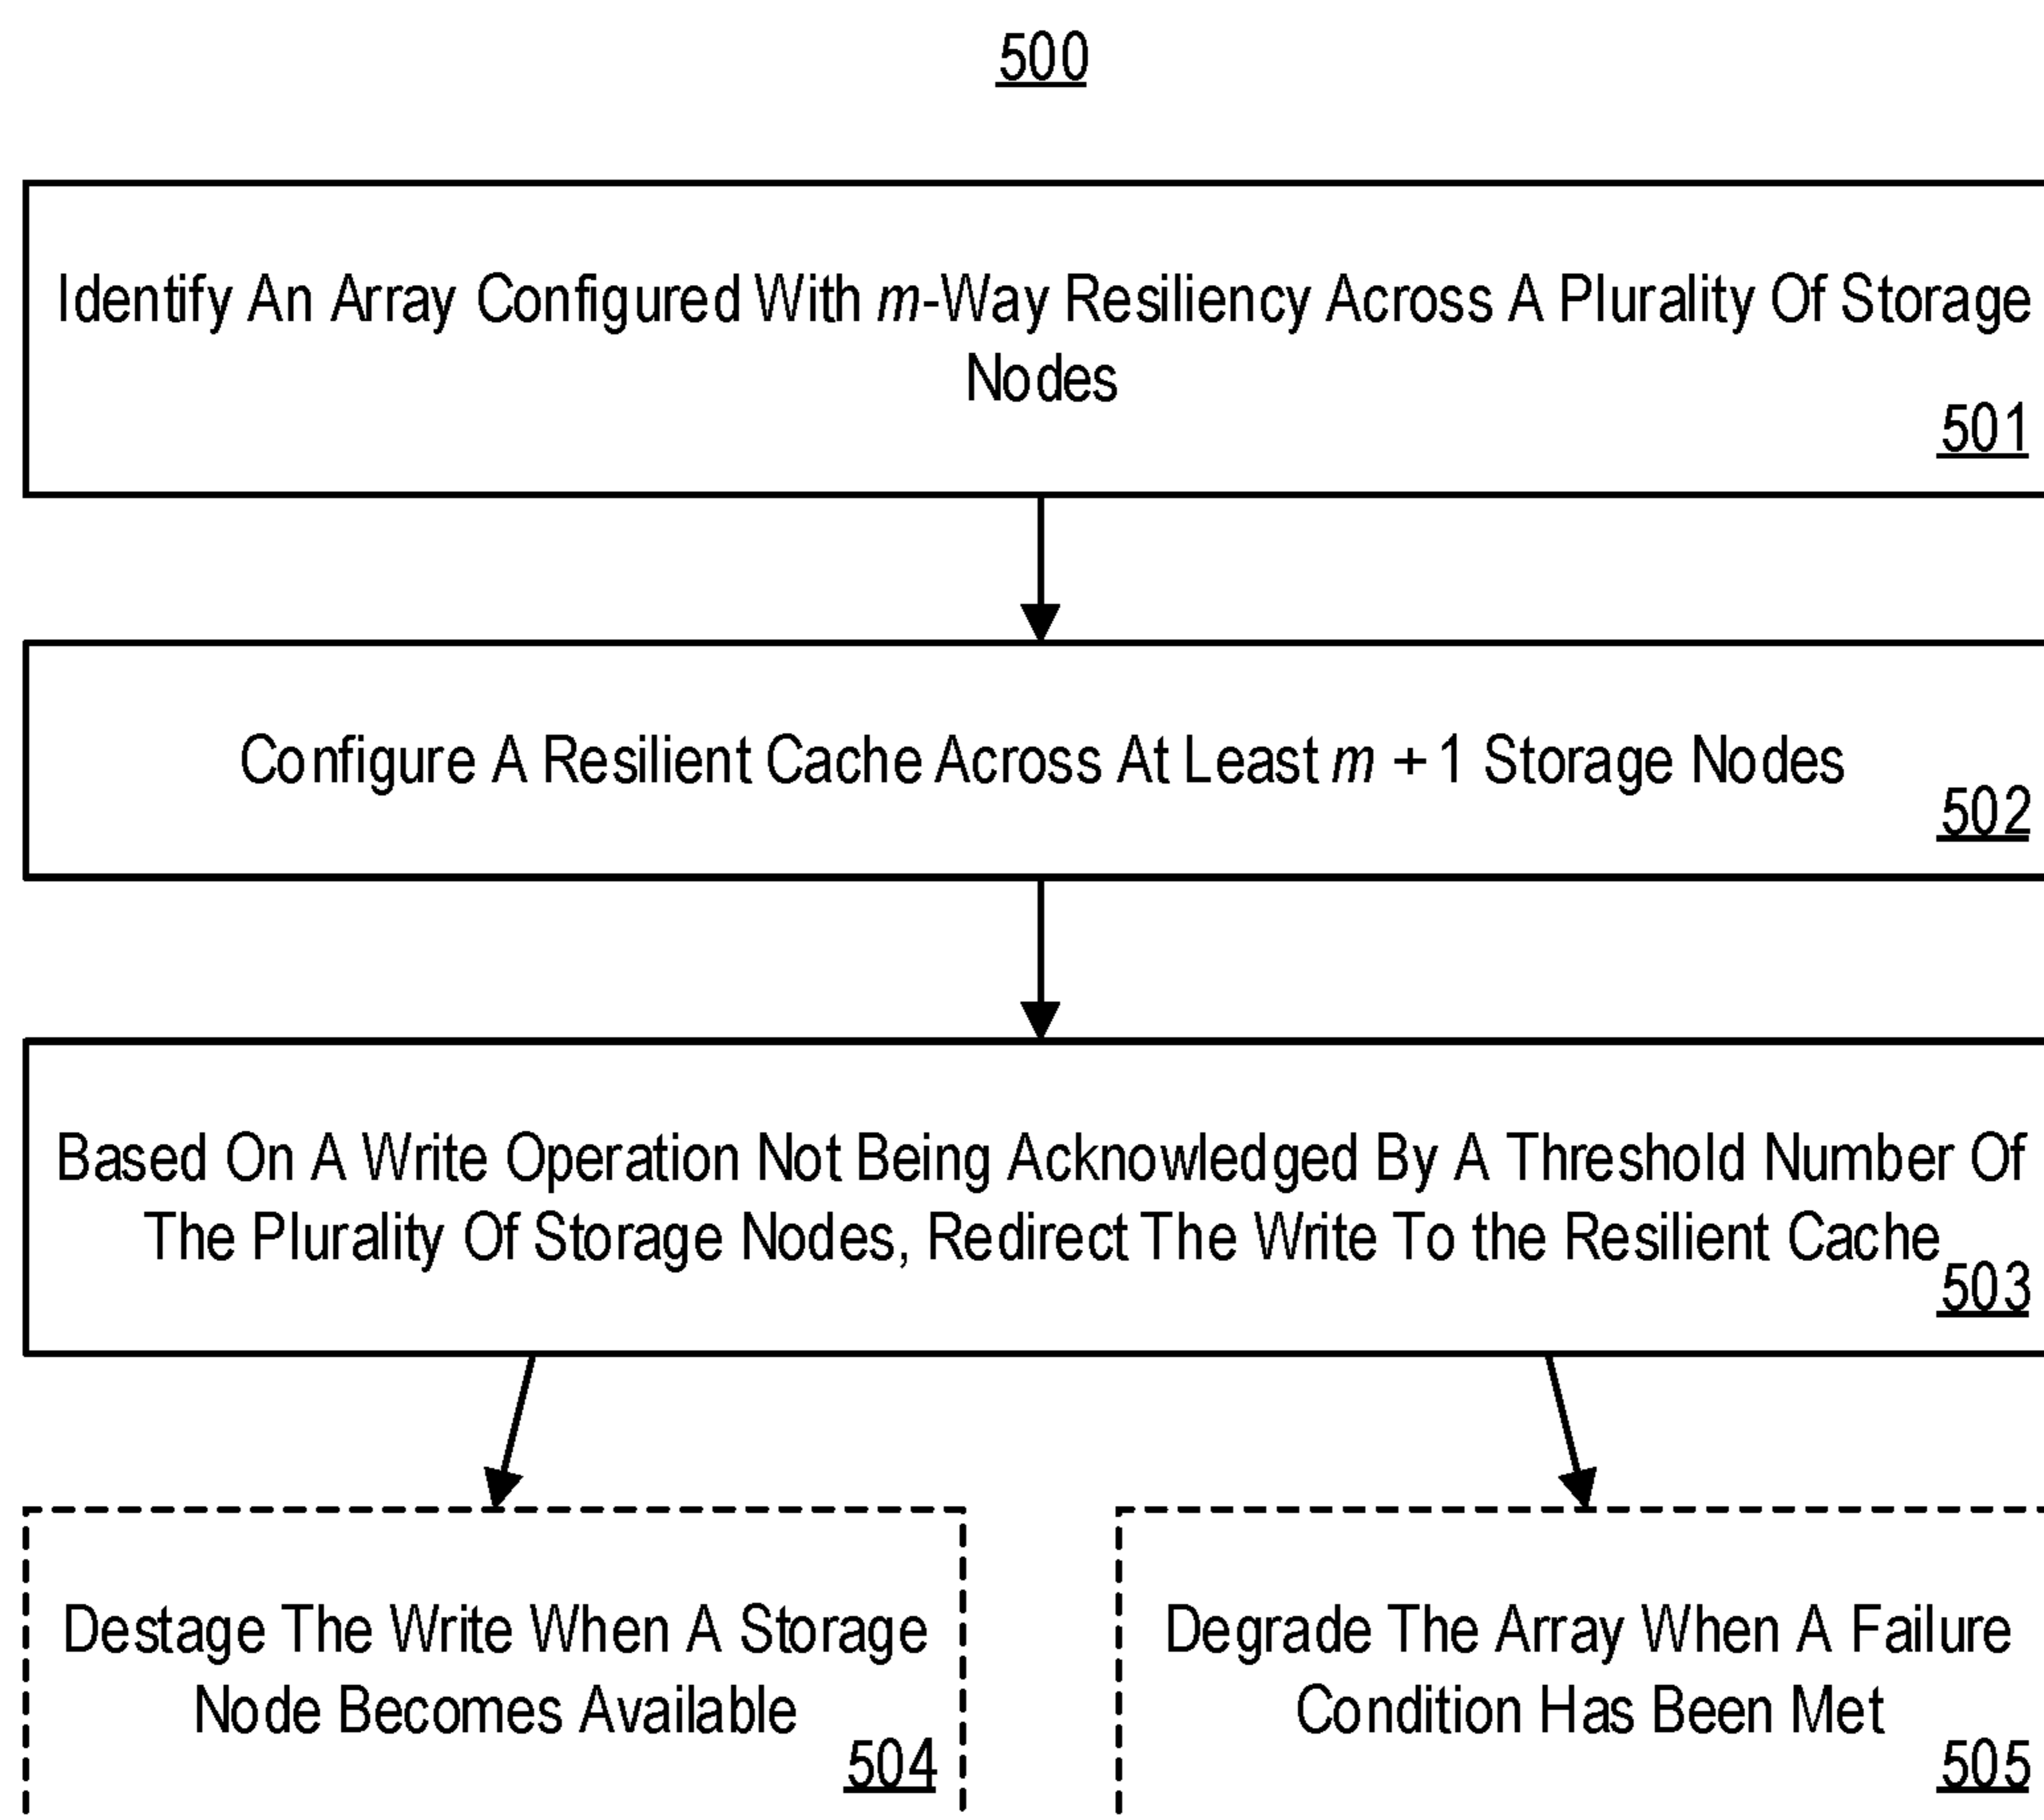 500
Identify An Array Configured With m-Way Resiliency Across A Plurality Of Storage
Nodes
501
Configure A Resilient Cache Across At Least m + 1 Storage Nodes
502
Based On A Write Operation Not Being Acknowledged By A Threshold Number Of
The Plurality Of Storage Nodes, Redirect The Write To the Resilient Cache
503
Destage The Write When A Storage
Node Becomes Available
504
Degrade The Array When A Failure
Condition Has Been Met
505